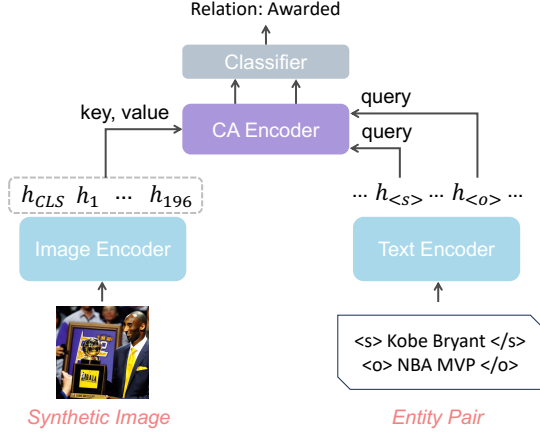 Relation: Awarded
Classifier
key, value
query
CA Encoder
query
h_CLS h_1 ... h_196
... h_<s> ... h_<o> ...
Image Encoder
Text Encoder
<s> Kobe Bryant </s>
<o> NBA MVP </o>
Synthetic Image
Entity Pair